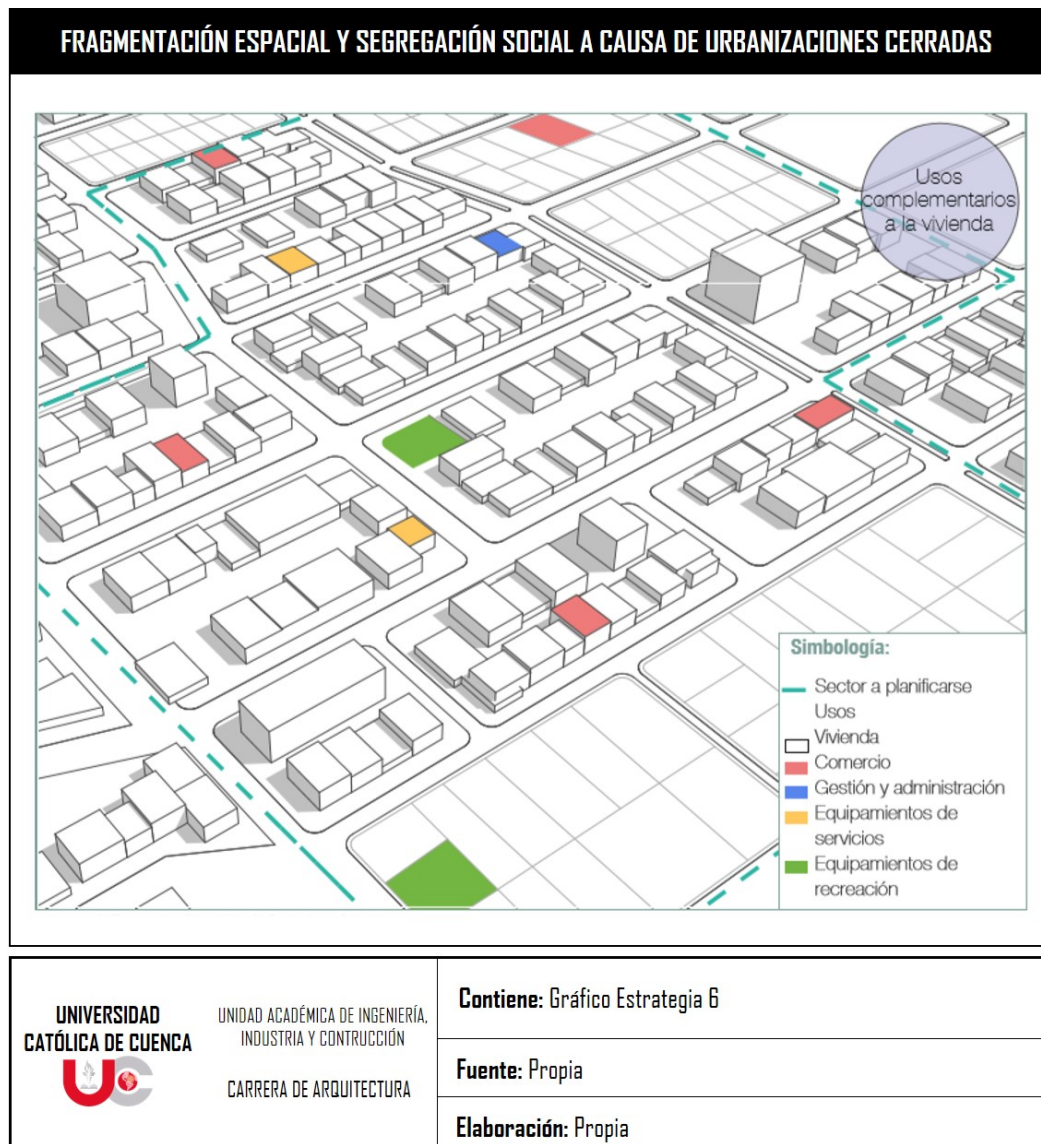 FRAGMENTACIÓN ESPACIAL Y SEGREGACIÓN SOCIAL A CAUSA DE URBANIZACIONES CERRADAS
Usos
complementarios
a la vivienda
Simbología:
Sector a planificarse
Usos
Vivienda
Comercio
Gestión y administración
Equipamientos de
servicios
Equipamientos de
recreación
UNIVERSIDAD
CATÓLICA DE CUENCA
UC
UNIDAD ACADÉMICA DE INGENIERÍA,
INDUSTRIA Y CONTRUCCIÓN
CARRERA DE ARQUITECTURA
Contiene: Gráfico Estrategia 6
Fuente: Propia
Elaboración: Propia